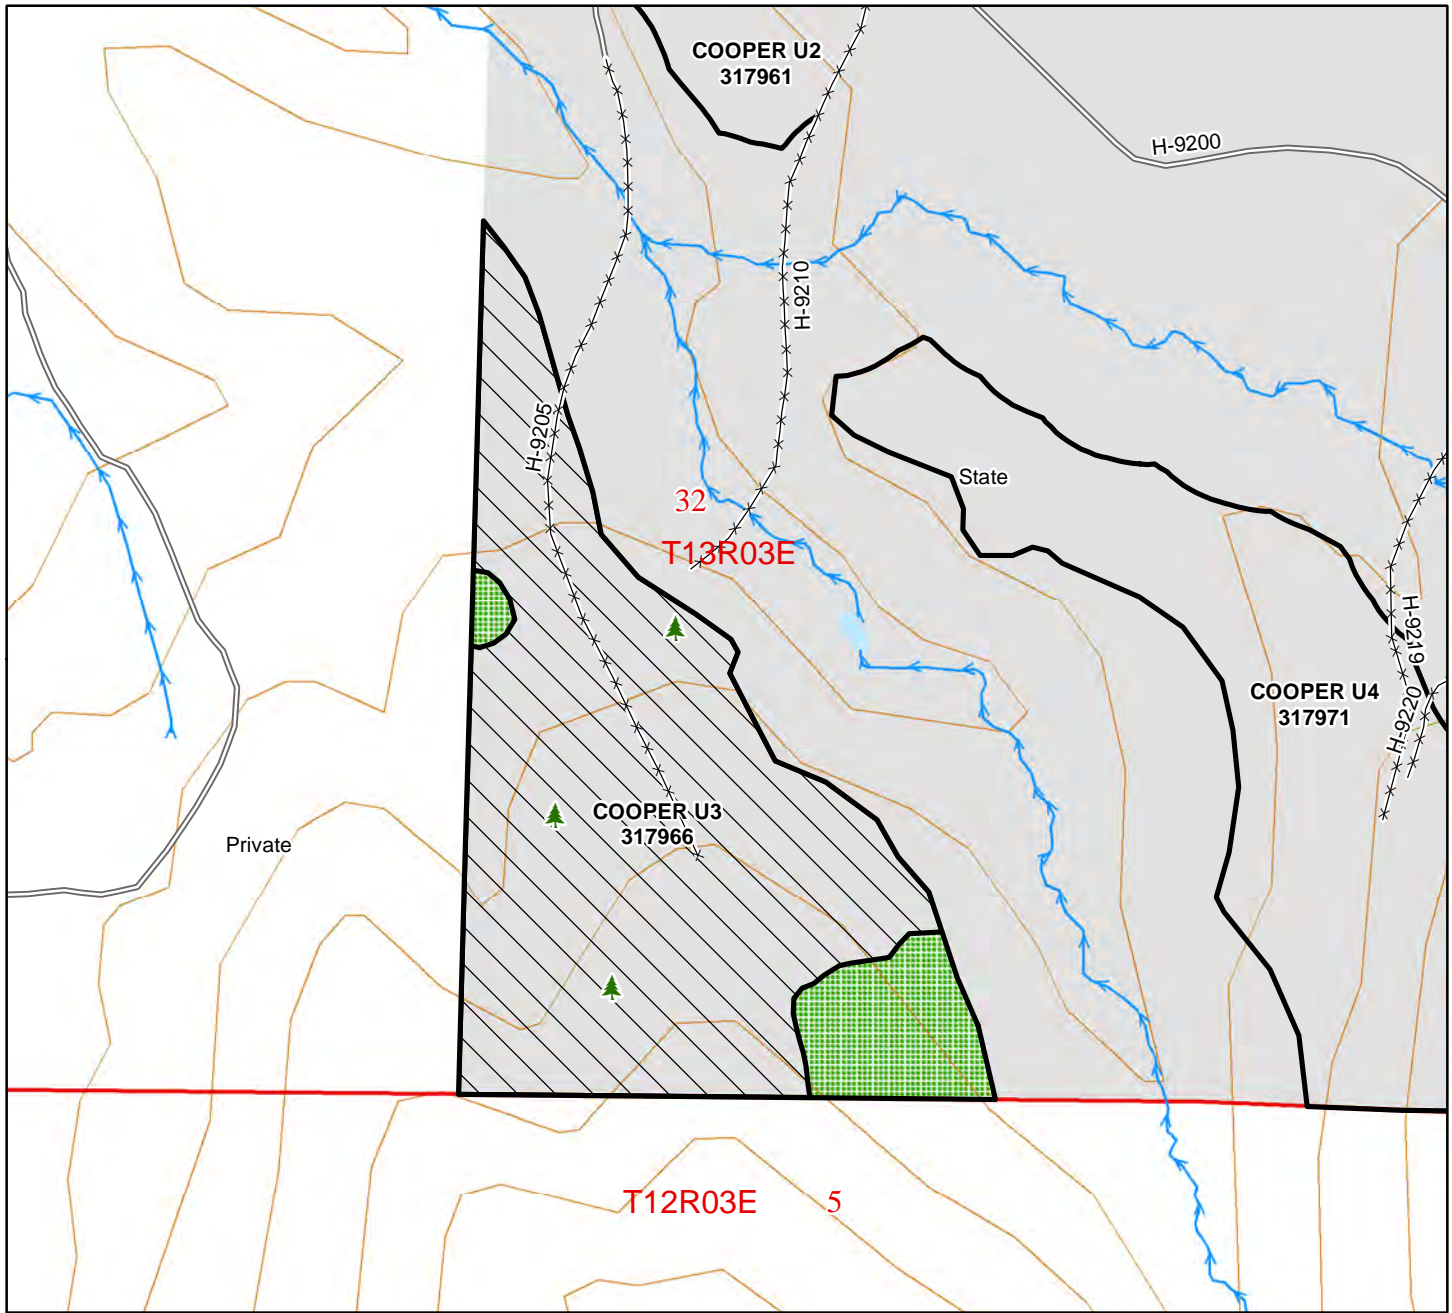 COOPER U2
317961
H-9200
H-9210
H-9205
State
32
T13R03E
H-9219
COOPER U4
317971
H-9220
COOPER U3
317966
Private
T12R03E
5